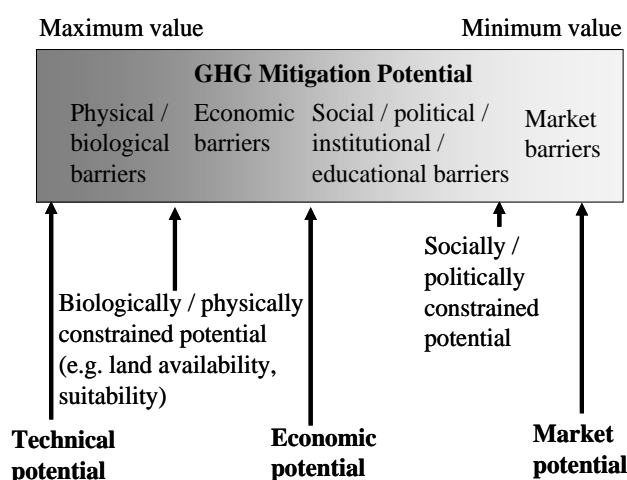 Maximum value
Minimum value
GHG Mitigation Potential
Physical /
biological
barriers
Economic
barriers
Social / political /
institutional /
educational barriers
Market
barriers
Biologically / physically
constrained potential
(e.g. land availability,
suitability)
Socially /
politically
constrained
potential
Technical
potential
Economic
potential
Market
potential